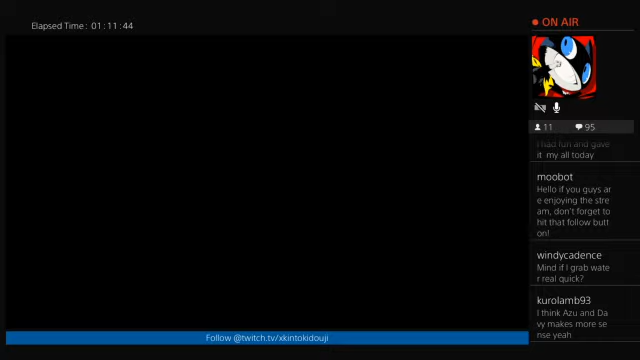 Elapsed Time : 01:11:44
ON AIR
11
95
I had fun and gave
it my all today
moobot
Hello if you guys ar
e enjoying the stre
am, don't forget to
hit that follow butt
on!
windycadence
Mind if I grab wate
r real quick?
kurolamb93
I think Azu and Da
vy makes more se
nse yeah
Follow @twitch.tv/xkintokidouji